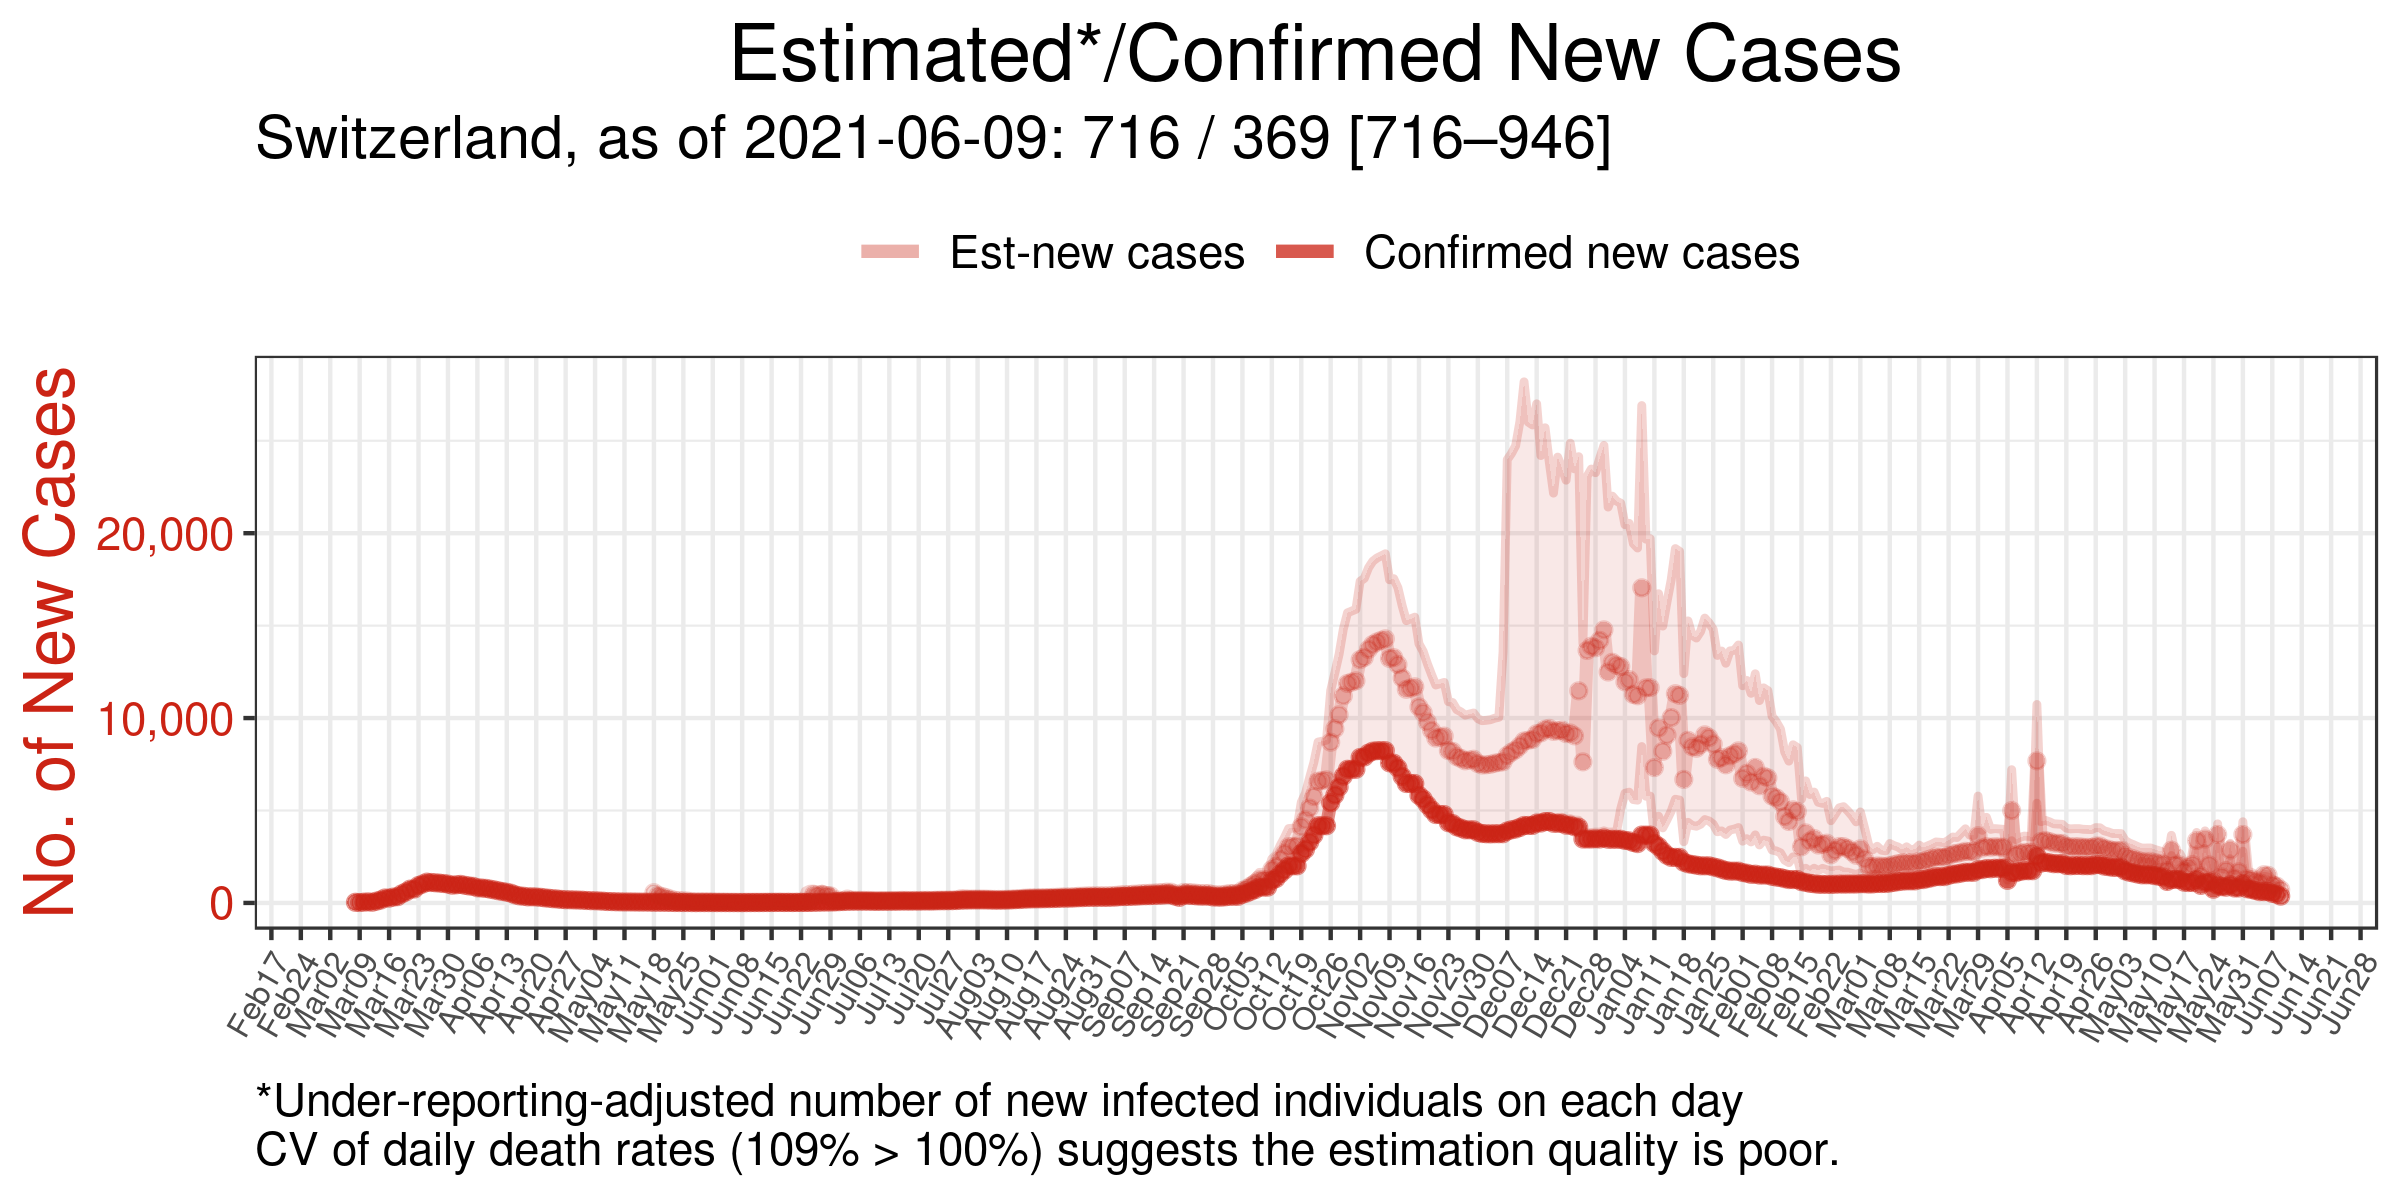 Estimated*/Confirmed New Cases
Switzerland, as of 2021-06-09: 716 / 369 [716–946]
Est-new cases Confirmed new cases
No. of New Cases
20,000
10,000
0
Feb17 Feb24 Mar02 Mar09 Mar16 Mar23 Mar30 Apr06 Apr13 Apr20 Apr27 May04 May11 May18 May25 Jun01 Jun08 Jun15 Jun22 Jun29 Jul06 Jul13 Jul20 Jul27 Aug03 Aug10 Aug17 Aug24 Aug31 Sep07 Sep14 Sep21 Sep28 Oct05 Oct12 Oct19 Oct26 Nov02 Nov09 Nov16 Nov23 Nov30 Dec07 Dec14 Dec21 Dec28 Jan04 Jan11 Jan18 Jan25 Feb01 Feb08 Feb15 Feb22 Mar01 Mar08 Mar15 Mar22 Mar29 Apr05 Apr12 Apr19 Apr26 May03 May10 May17 May24 May31 Jun07 Jun14 Jun21 Jun28
*Under-reporting-adjusted number of new infected individuals on each day
CV of daily death rates (109% > 100%) suggests the estimation quality is poor.